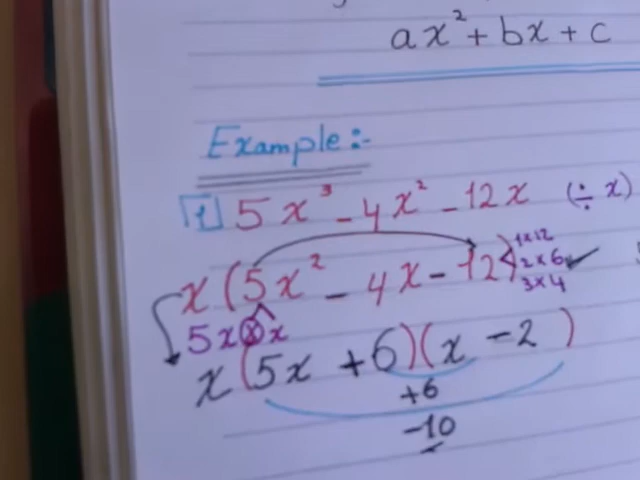 ax² + bx + c
Example :-
1 5x³ - 4x² - 12x (÷ x)
x(5x² - 4x - 12) 1x12
2x6 ✓
3x4
5x ⓧ x
x(5x + 6)(x - 2)
+6
-10